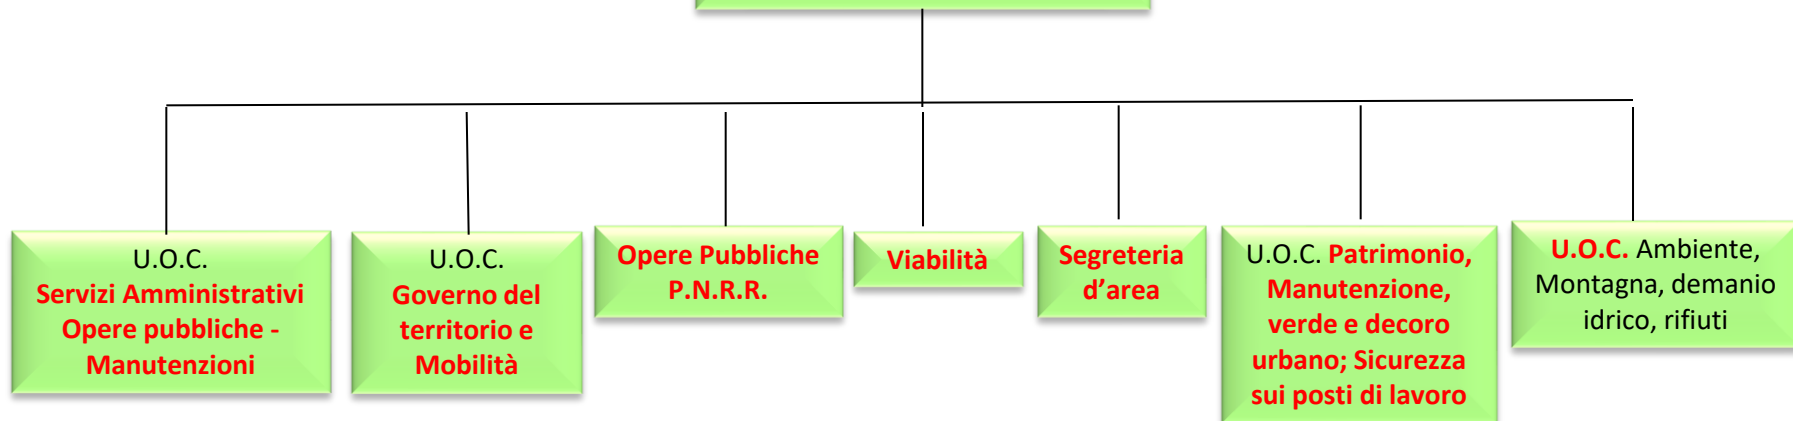 U.O.C.
Servizi Amministrativi
Opere pubbliche -
Manutenzioni
U.O.C.
Governo del
territorio e
Mobilità
Opere Pubbliche
P.N.R.R.
Viabilità
Segreteria
d’area
U.O.C. Patrimonio,
Manutenzione,
verde e decoro
urbano; Sicurezza
sui posti di lavoro
U.O.C. Ambiente,
Montagna, demanio
idrico, rifiuti